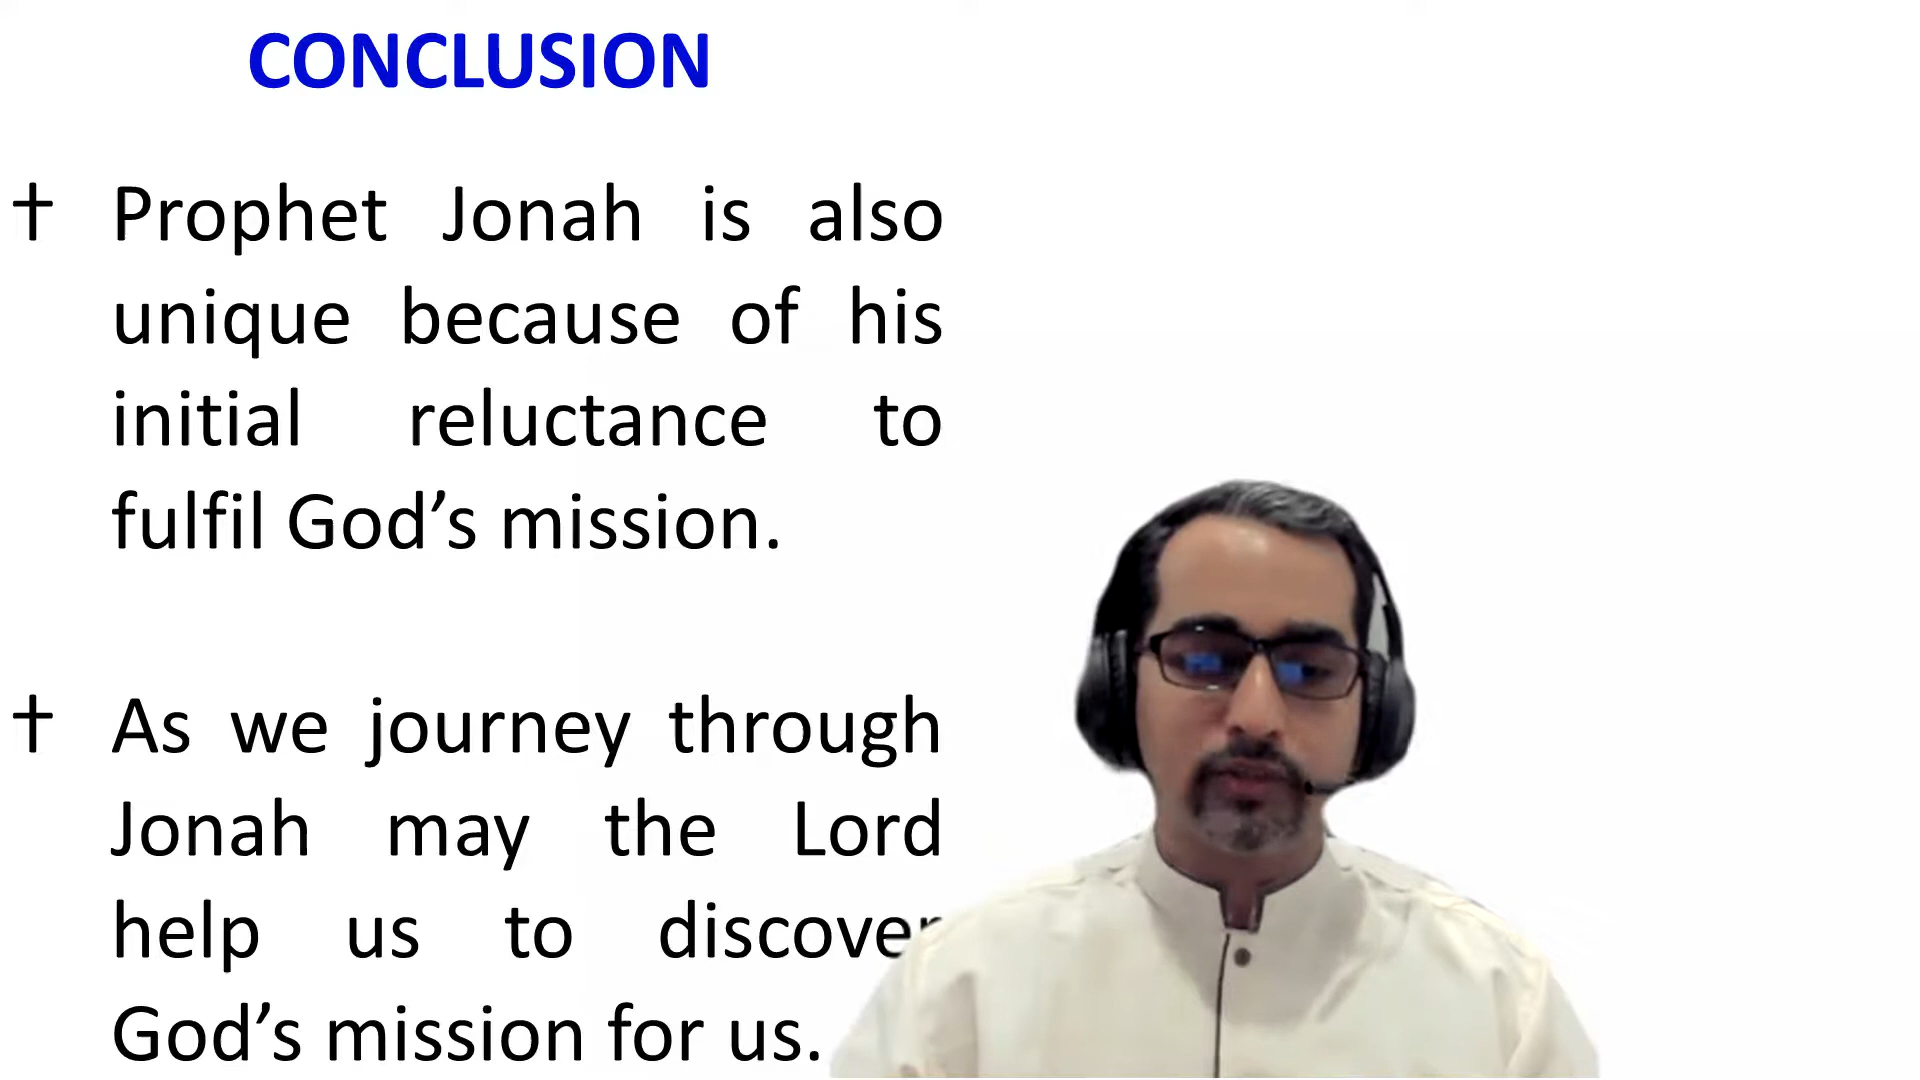 CONCLUSION
† Prophet Jonah is also
unique because of his
initial reluctance to
fulfil God’s mission.
† As we journey through
Jonah may the Lord
help us to discover
God’s mission for us.